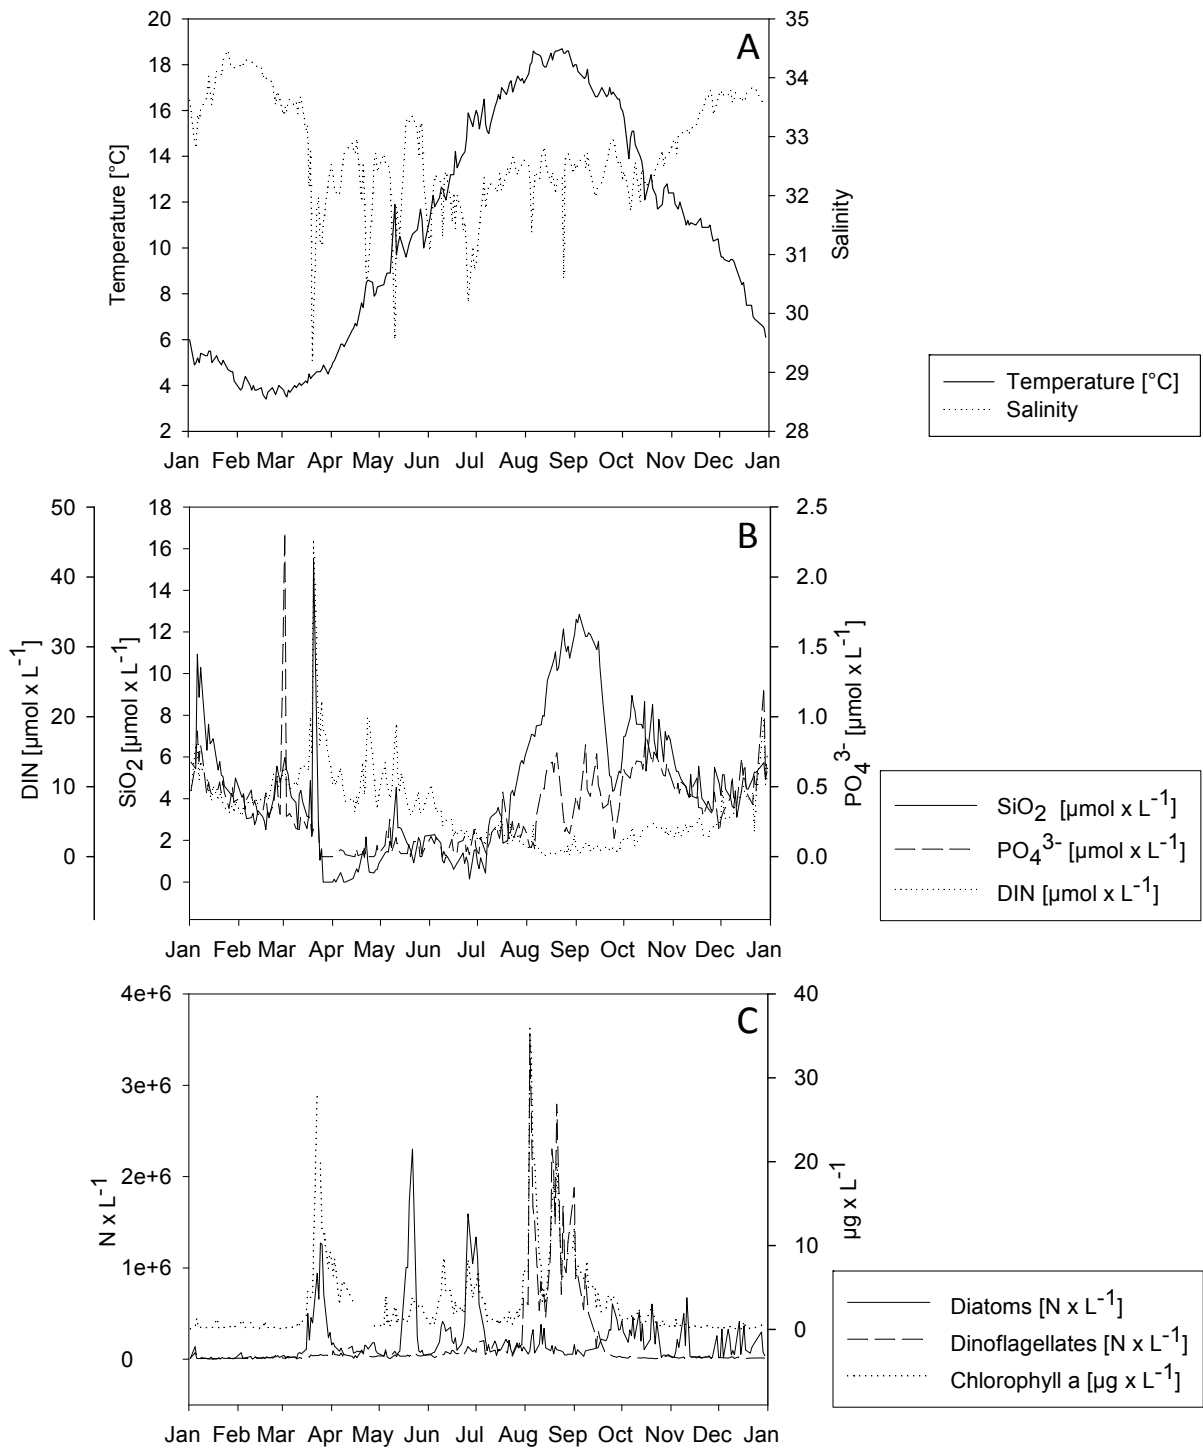 A
20
18
16
14
12
10
8
6
4
2
Temperature [°C]
35
34
33
32
31
30
29
28
Salinity
Jan Feb Mar Apr May Jun Jul Aug Sep Oct Nov Dec Jan
Temperature [°C]
Salinity
B
50
40
30
20
10
0
DIN [µmol x L-1]
18
16
14
12
10
8
6
4
2
0
SiO2 [µmol x L-1]
2.5
2.0
1.5
1.0
0.5
0.0
PO4 3- [µmol x L-1]
Jan Feb Mar Apr May Jun Jul Aug Sep Oct Nov Dec Jan
SiO2 [µmol x L-1]
PO4 3- [µmol x L-1]
DIN [µmol x L-1]
C
4e+6
3e+6
2e+6
1e+6
0
N x L-1
40
30
20
10
0
µg x L-1
Jan Feb Mar Apr May Jun Jul Aug Sep Oct Nov Dec Jan
Diatoms [N x L-1]
Dinoflagellates [N x L-1]
Chlorophyll a [µg x L-1]